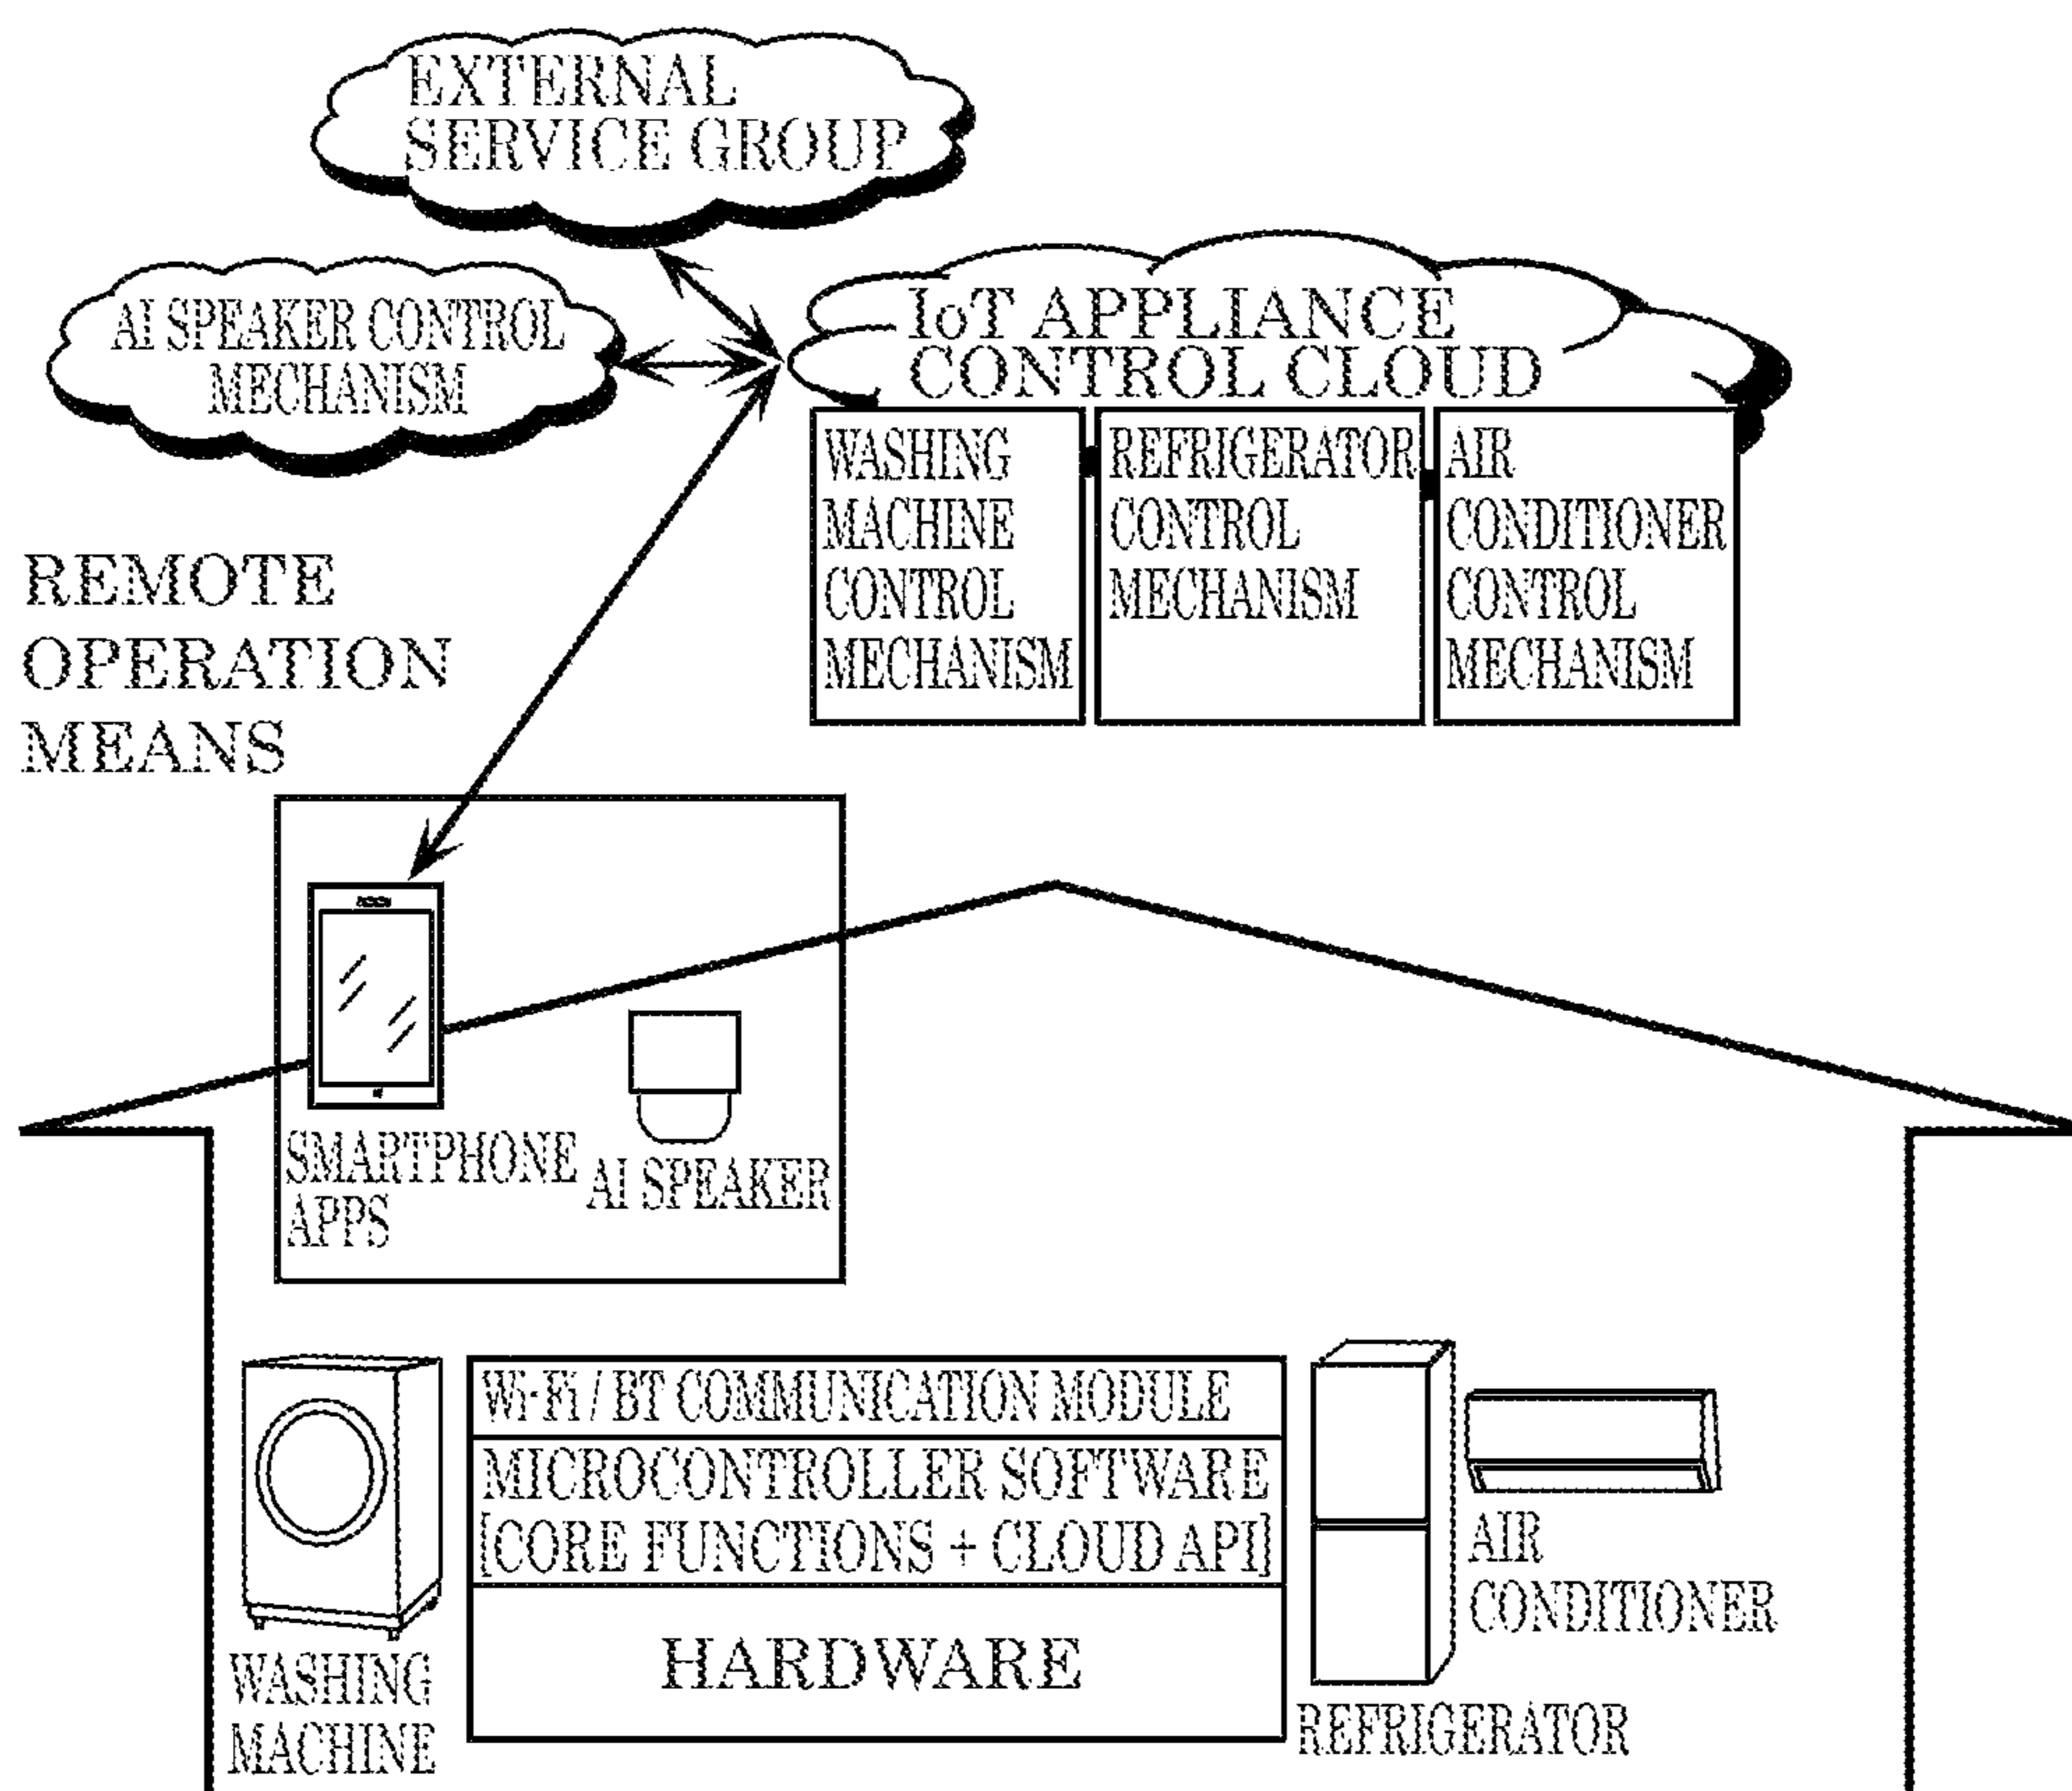 EXTERNAL
SERVICE GROUP
AI SPEAKER CONTROL
MECHANISM
IoT APPLIANCE
CONTROL CLOUD
WASHING
MACHINE
CONTROL
MECHANISM
REFRIGERATOR
CONTROL
MECHANISM
AIR
CONDITIONER
CONTROL
MECHANISM
REMOTE
OPERATION
MEANS
SMARTPHONE
APPS
AI SPEAKER
Wi-Fi / BT COMMUNICATION MODULE
MICROCONTROLLER SOFTWARE
[CORE FUNCTIONS + CLOUD API]
HARDWARE
WASHING
MACHINE
REFRIGERATOR
AIR
CONDITIONER